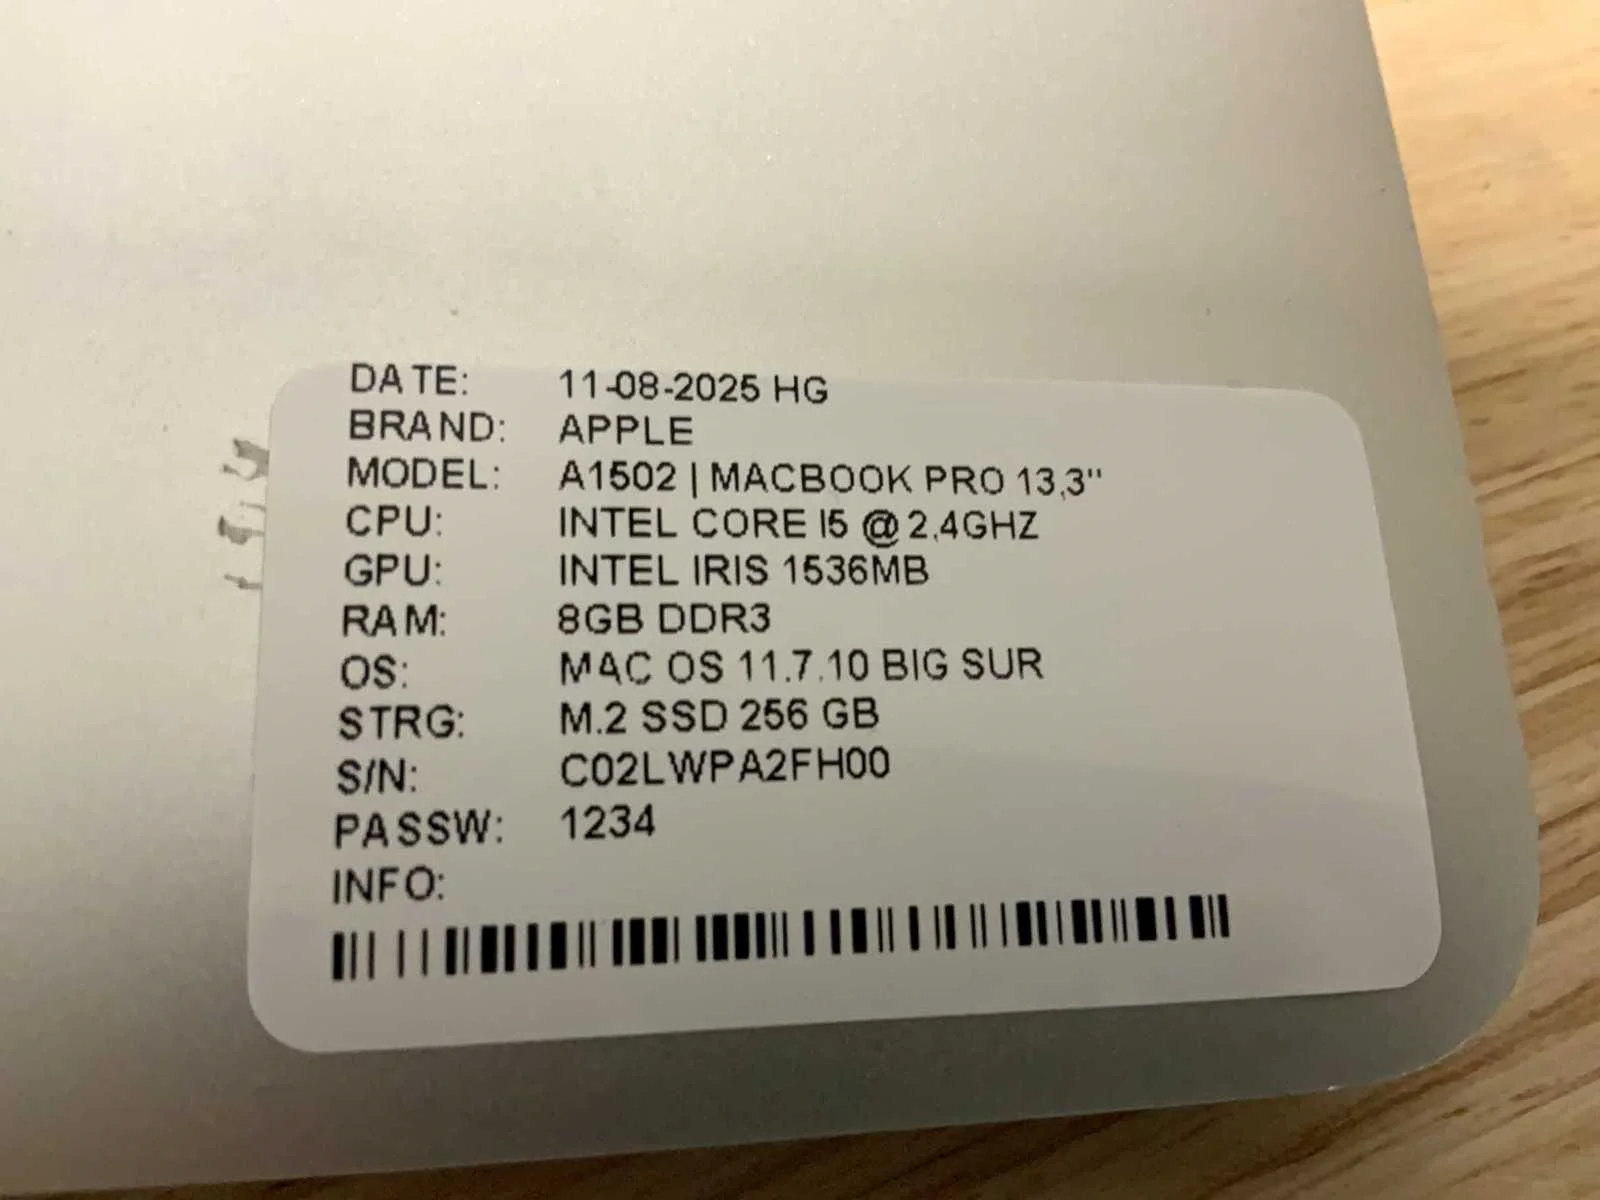 DATE: 11-08-2025 HG
BRAND: APPLE
MODEL: A1502 | MACBOOK PRO 13,3"
CPU: INTEL CORE I5 @ 2,4GHZ
GPU: INTEL IRIS 1536MB
RAM: 8GB DDR3
OS: MAC OS 11.7.10 BIG SUR
STRG: M.2 SSD 256 GB
S/N: C02LWPA2FH00
PASSW: 1234
INFO: